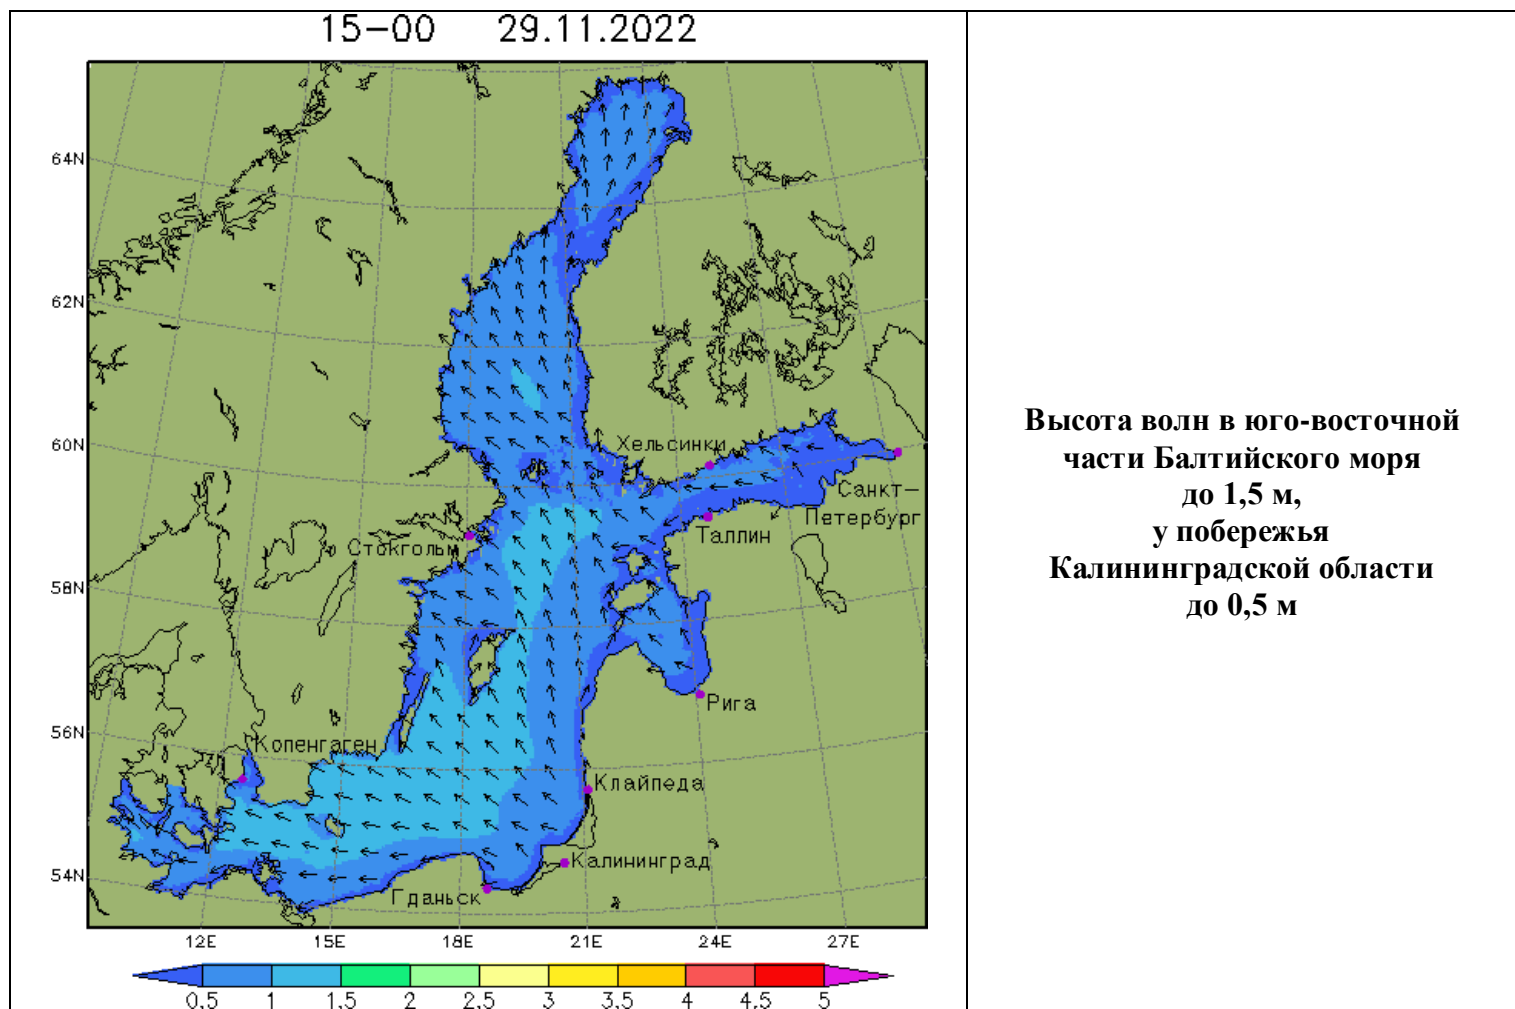 15-00 29.11.2022
64N
62N
60N
58N
56N
54N
Хельсинки
Санкт-
Петербург
Таллин
Стокгольм
Рига
Копенгаген
Клайпеда
Калининград
Гданьск
12E 15E 18E 21E 24E 27E
0,5 1 1,5 2 2,5 3 3,5 4 4,5 5
Высота волн в юго-восточной
части Балтийского моря
до 1,5 м,
у побережья
Калининградской области
до 0,5 м